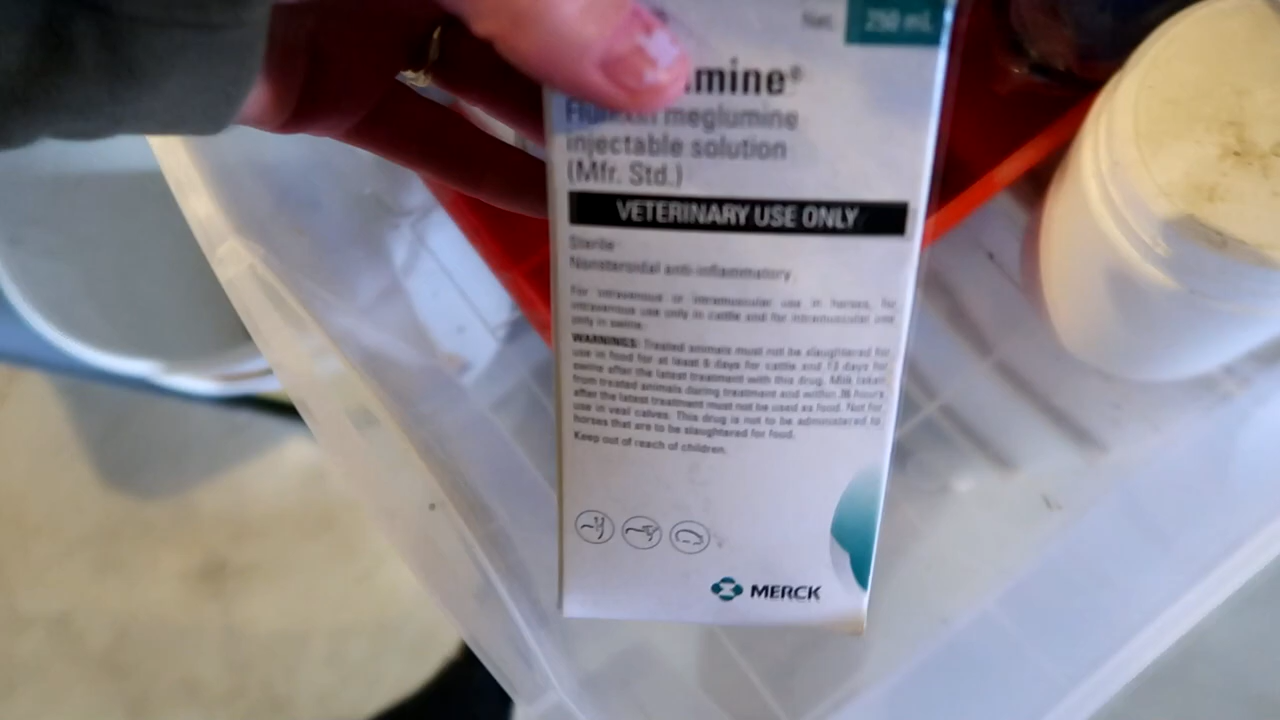 Net: 250 mL
mine®
meglumine
injectable solution
(Mfr. Std.)
VETERINARY USE ONLY
Sterile
Nonsteroidal anti-inflammatory
For intravenous or intramuscular use in horses, for
intravenous use only in cattle and for intramuscular use
only in swine.
WARNINGS: Treated animals must not be slaughtered for
use in food for at least 6 days for cattle and 13 days for
swine after the latest treatment with this drug. Milk taken
from treated animals during treatment and within 36 hours
after the latest treatment must not be used as food. Not for
use in veal calves. This drug is not to be administered to
horses that are to be slaughtered for food.
Keep out of reach of children.
MERCK